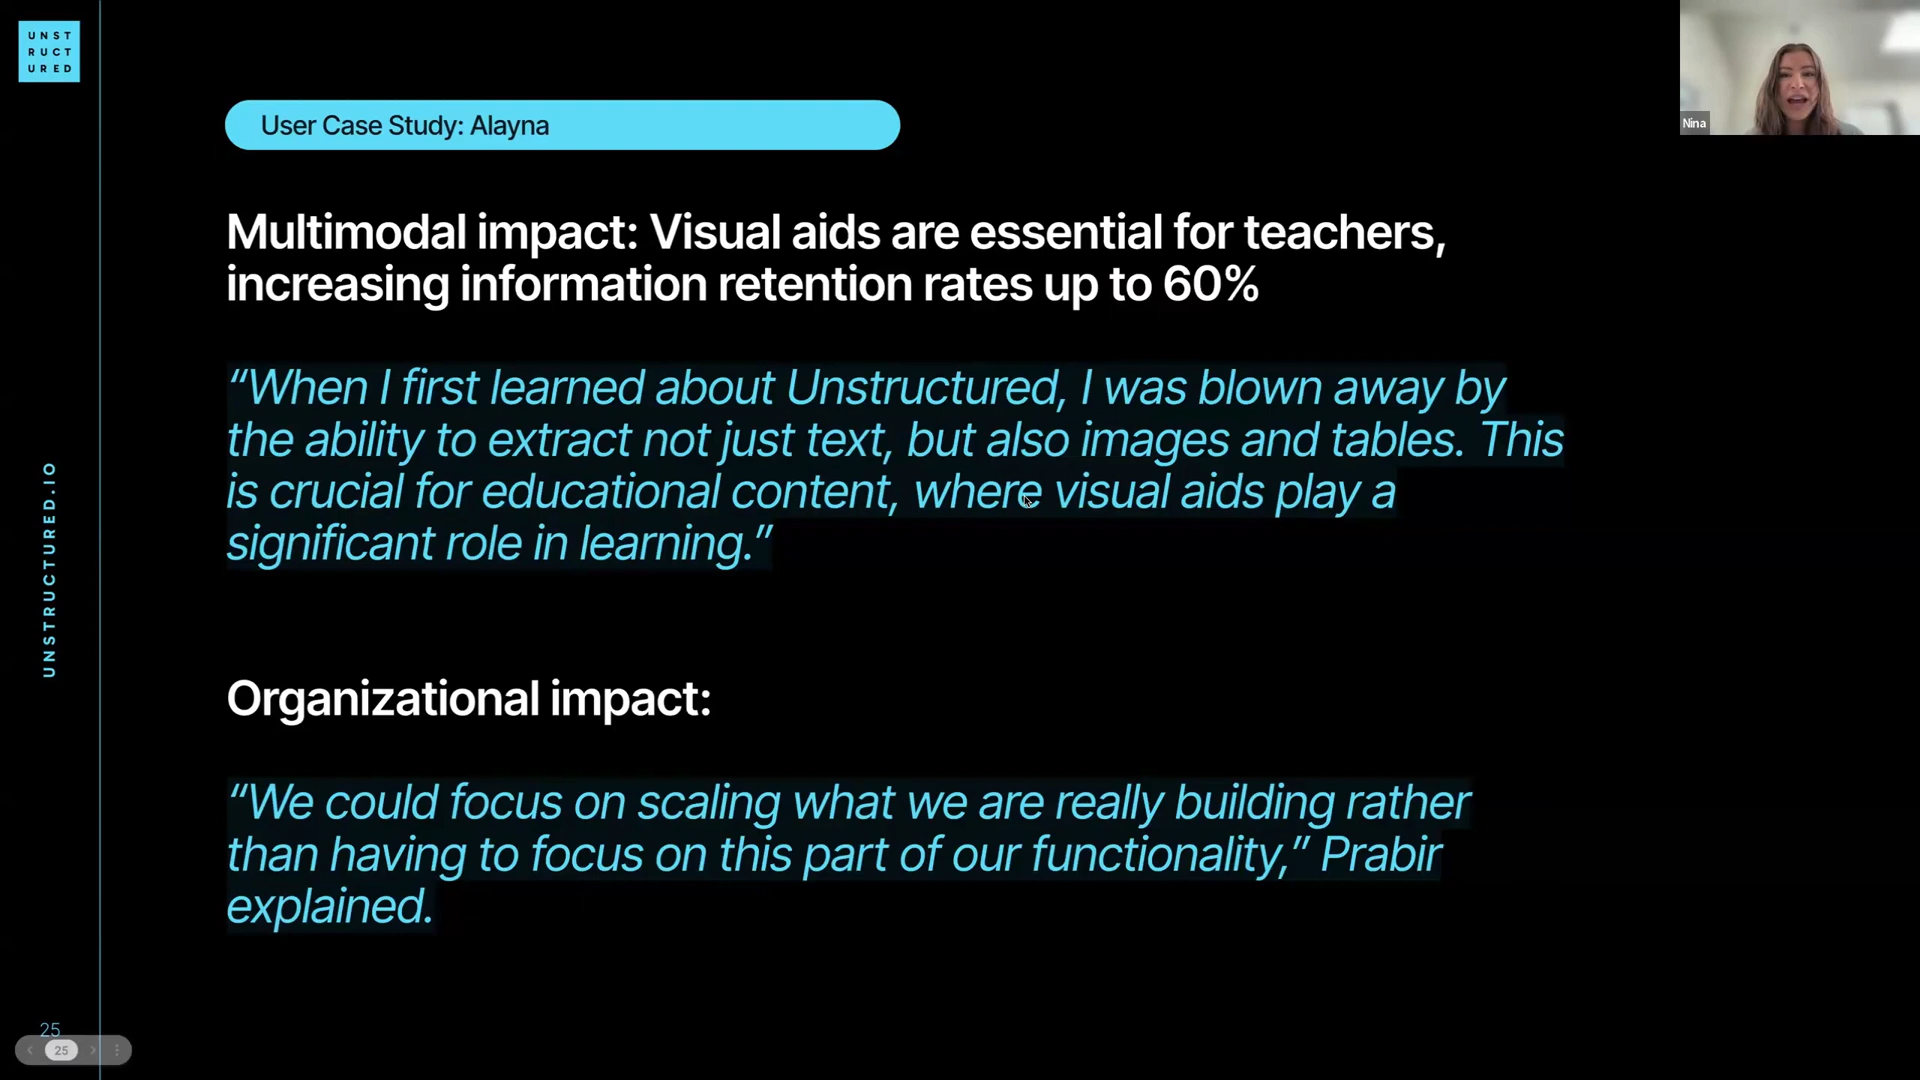 UNST
RUCT
URED
User Case Study: Alayna
Nina
Multimodal impact: Visual aids are essential for teachers,
increasing information retention rates up to 60%
“When I first learned about Unstructured, I was blown away by
the ability to extract not just text, but also images and tables. This
is crucial for educational content, where visual aids play a
significant role in learning.”
UNSTRUCTURED.IO
Organizational impact:
“We could focus on scaling what we are really building rather
than having to focus on this part of our functionality,” Prabir
explained.
25
25